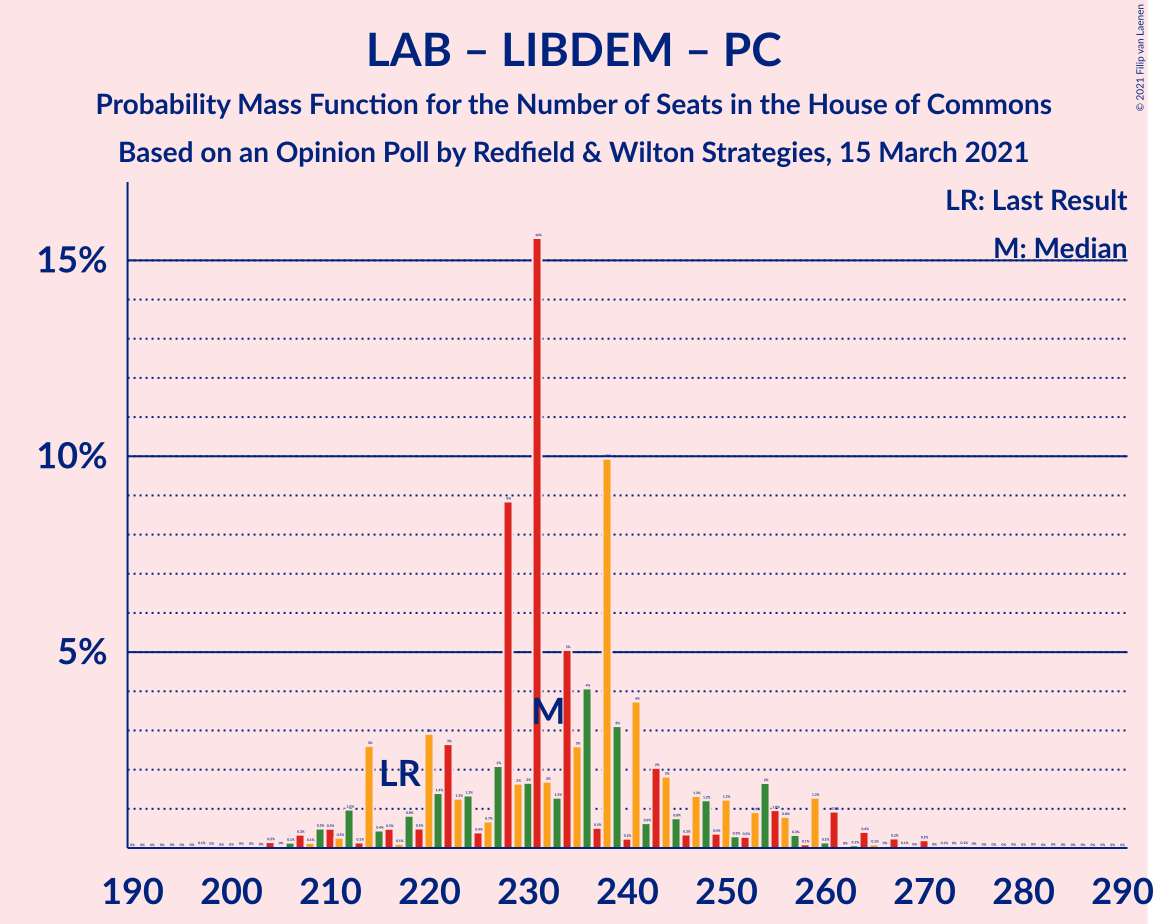 LAB – LIBDEM – PC
Probability Mass Function for the Number of Seats in the House of Commons
Based on an Opinion Poll by Redfield & Wilton Strategies, 15 March 2021
© 2021 Filip van Laenen
LR: Last Result
M: Median
15%
10%
5%
M
LR
190 200 210 220 230 240 250 260 270 280 290